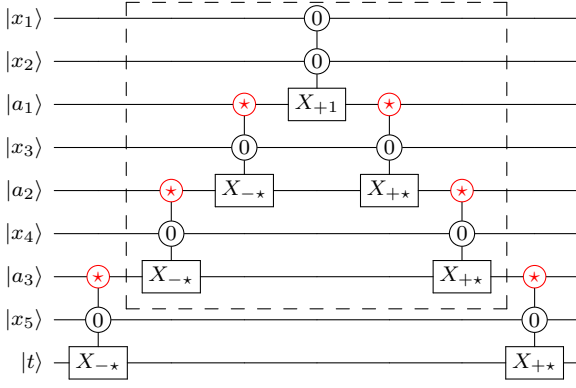 |x₁⟩ 0
|x₂⟩ 0
|a₁⟩ ⋆ X₊₁ ⋆
|x₃⟩ 0 0
|a₂⟩ ⋆ X₋⋆ X₊⋆ ⋆
|x₄⟩ 0 0
|a₃⟩ ⋆ X₋⋆ X₊⋆ ⋆
|x₅⟩ 0 0
|t⟩ X₋⋆ X₊⋆